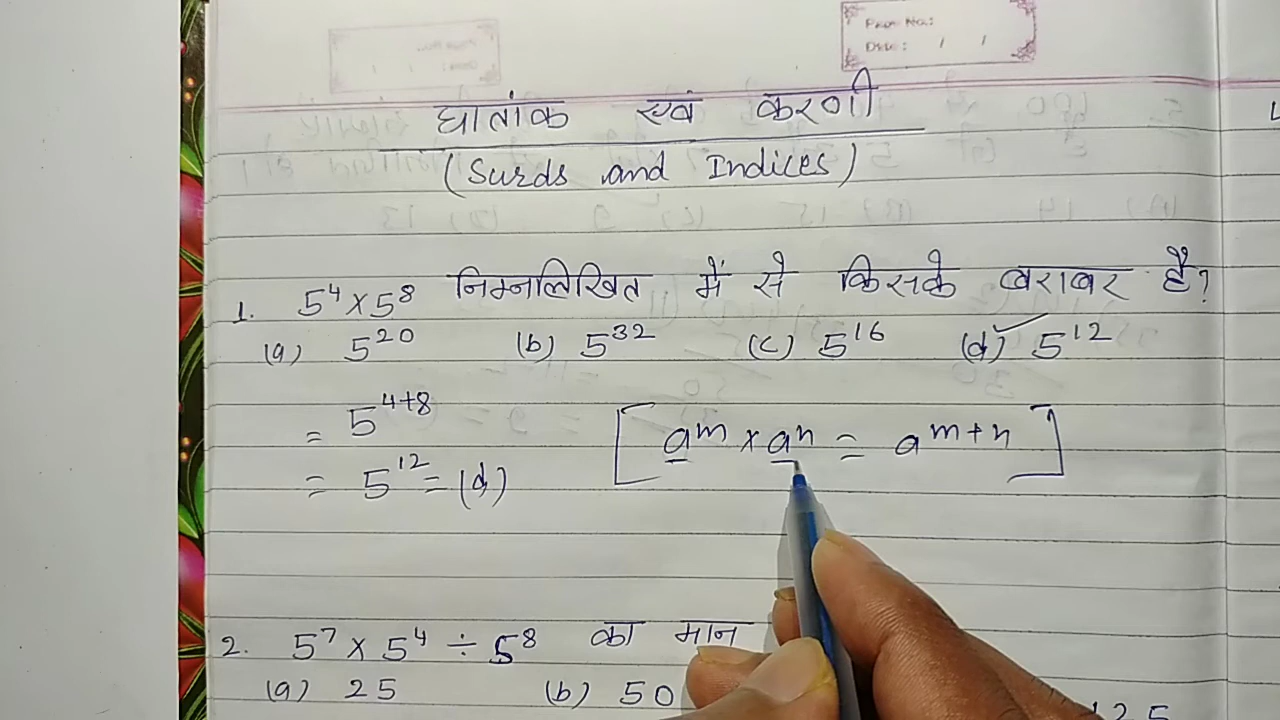 Page No.:
Date: / /
घातांक एवं करणी
(Surds and Indices)
1. 5⁴ × 5⁸ निम्नलिखित में से किसके बराबर है?
(a) 5²⁰ (b) 5³² (c) 5¹⁶ (d) ✓ 5¹²
= 5⁴⁺⁸ [aᵐ × aⁿ = aᵐ⁺ⁿ]
= 5¹² = (d)
2. 5⁷ × 5⁴ ÷ 5⁸ का मान
(a) 25 (b) 50 125